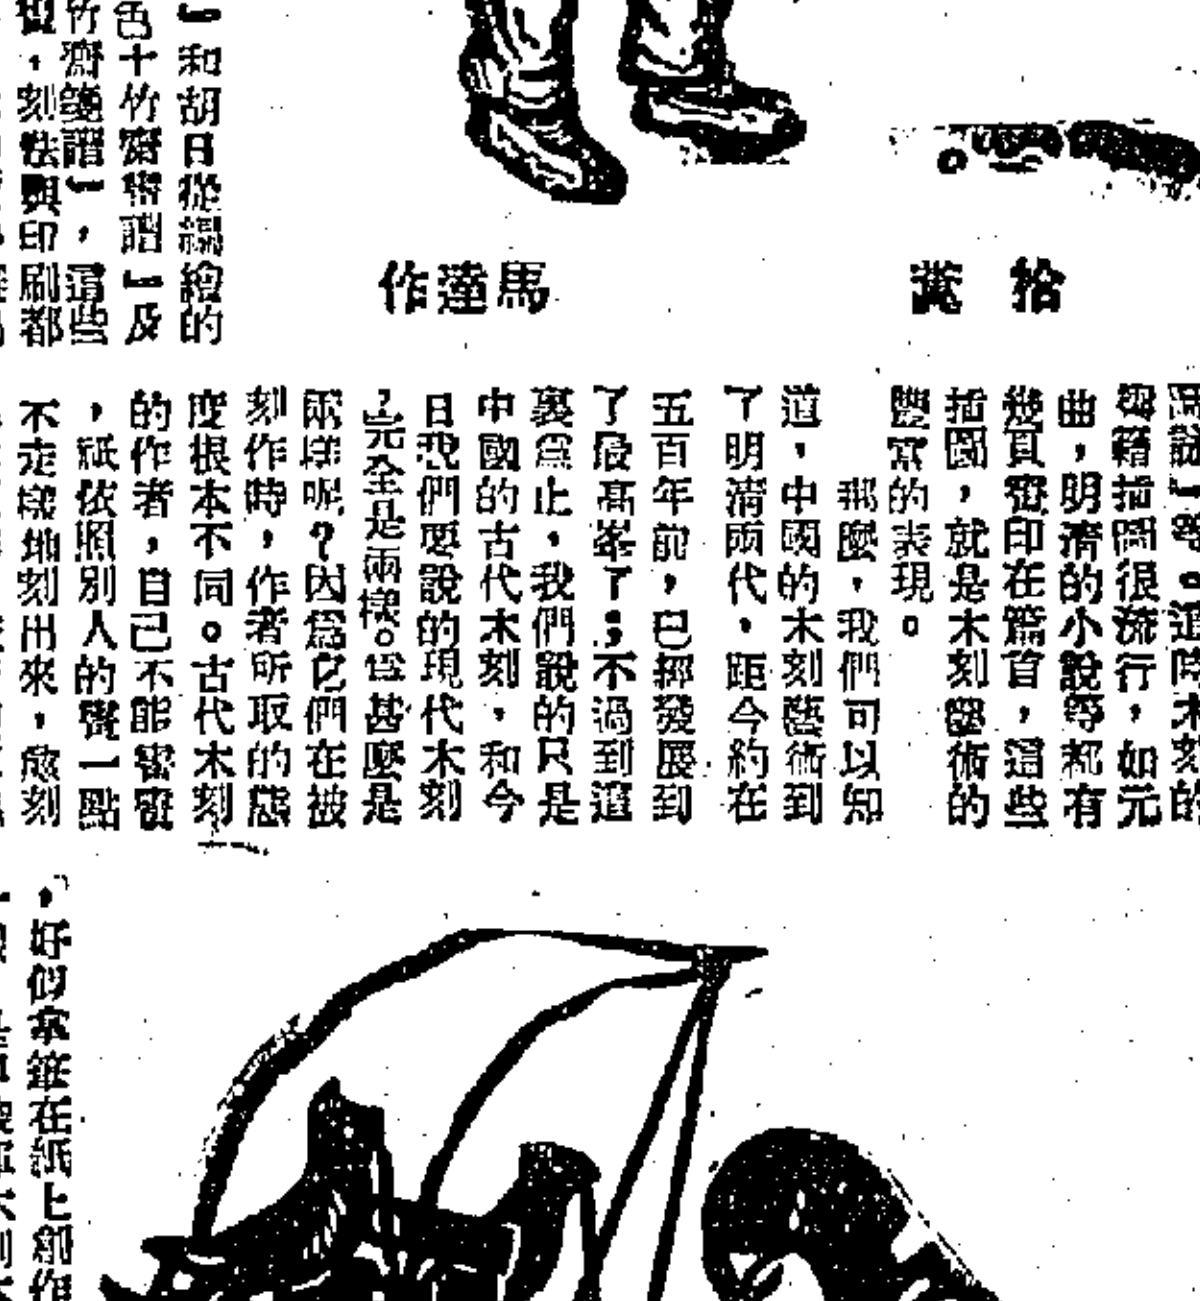 』和胡日從編繪的
色十竹齋畫譜』及
竹齋箋譜』，這些
，刻法與印刷都
拾糞
馬達作
說』等。這時木刻的
書籍插圖很流行，如元
曲，明清的小說等都有
幾頁印在篇首，這些
插圖，就是木刻藝術的
豐富的表現。
那麼，我們可以知
道，中國的木刻藝術到
了明清兩代，距今約在
五百年前，已經發展到
了最高峯了；不過到這
裏爲止，我們說的只是
中國的古代木刻，和今
日我們要說的現代木刻
，完全是兩樣。爲甚麼是
兩樣呢？因爲它們在被
刻作時，作者所取的態
度根本不同。古代木刻
的作者，自己不能畫畫
，祇依照別人的畫一點
不走樣地刻出來，愈刻
，好似拿筆在紙上創作